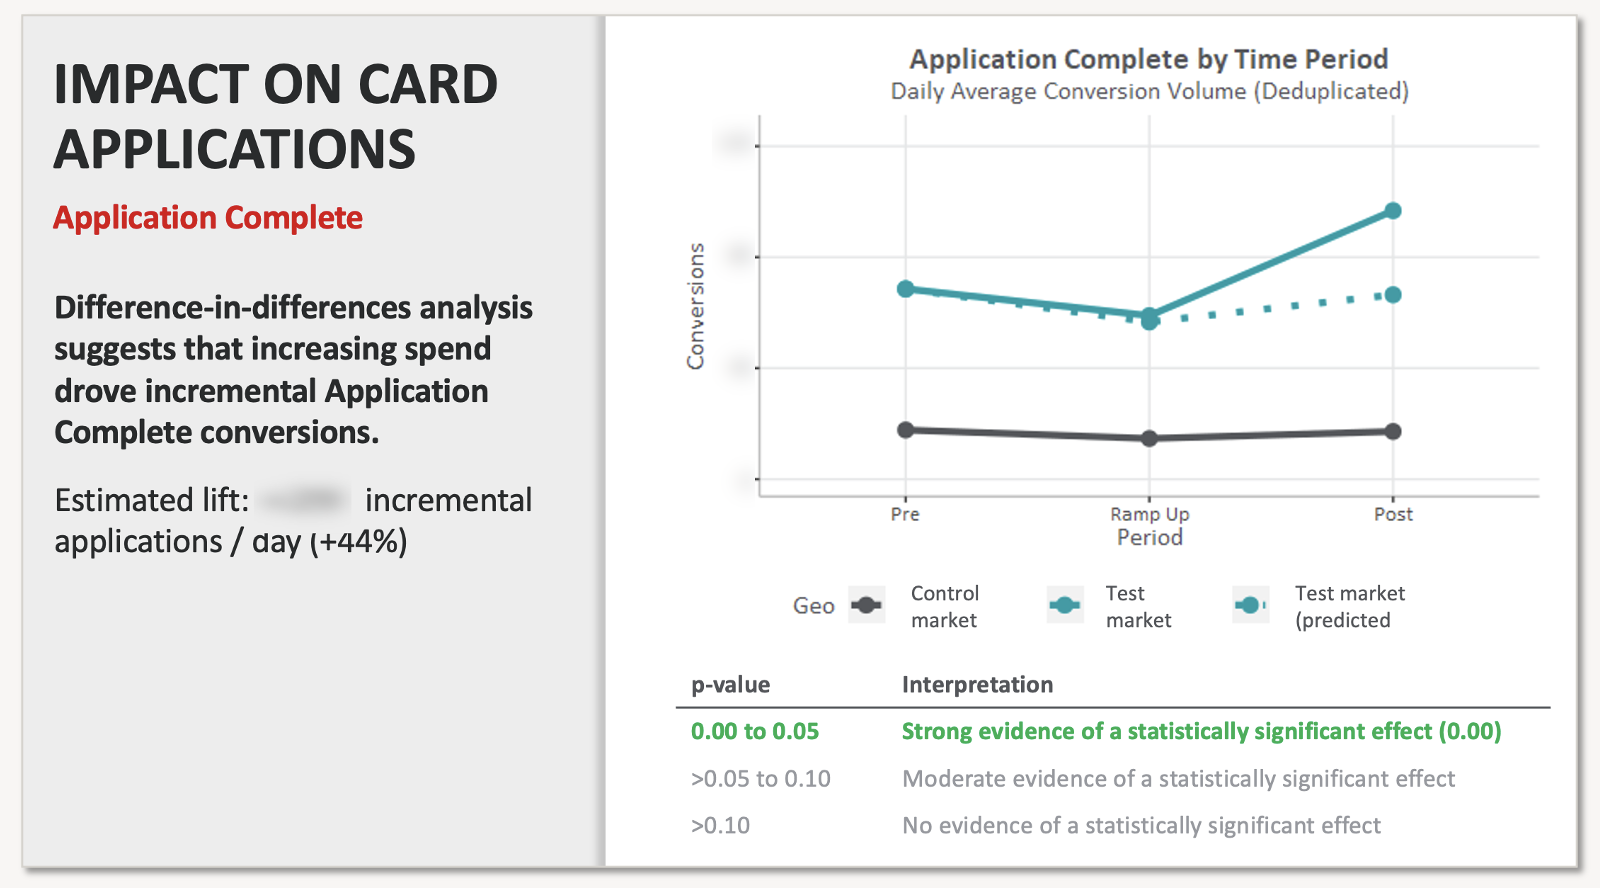 IMPACT ON CARD
APPLICATIONS
Application Complete
Difference-in-differences analysis
suggests that increasing spend
drove incremental Application
Complete conversions.
Estimated lift: incremental
applications / day (+44%)
Application Complete by Time Period
Daily Average Conversion Volume (Deduplicated)
Conversions
Pre
Ramp Up
Post
Period
Geo
Control
market
Test
market
Test market
(predicted
p-value Interpretation
0.00 to 0.05 Strong evidence of a statistically significant effect (0.00)
>0.05 to 0.10 Moderate evidence of a statistically significant effect
>0.10 No evidence of a statistically significant effect